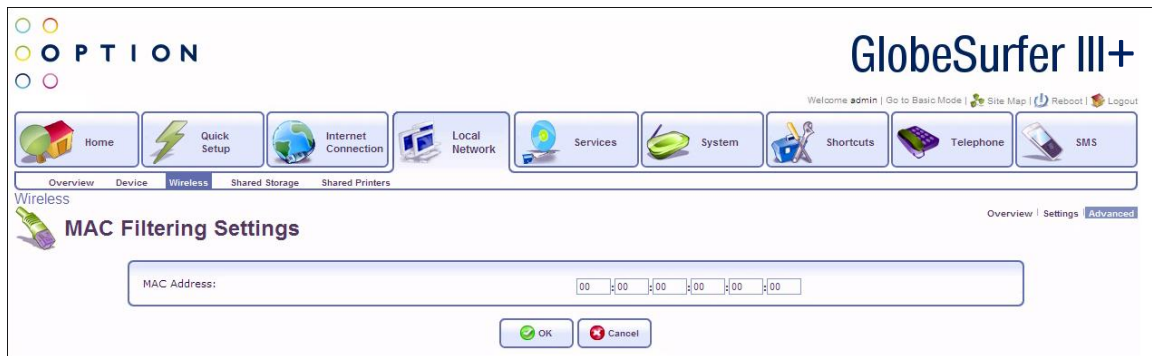 OPTION
GlobeSurfer III+
Welcome admin | Go to Basic Mode | Site Map | Reboot | Logout
Home
Quick Setup
Internet Connection
Local Network
Services
System
Shortcuts
Telephone
SMS
Overview Device Wireless Shared Storage Shared Printers
Wireless
Overview | Settings | Advanced
MAC Filtering Settings
MAC Address: 00 : 00 : 00 : 00 : 00 : 00
OK Cancel